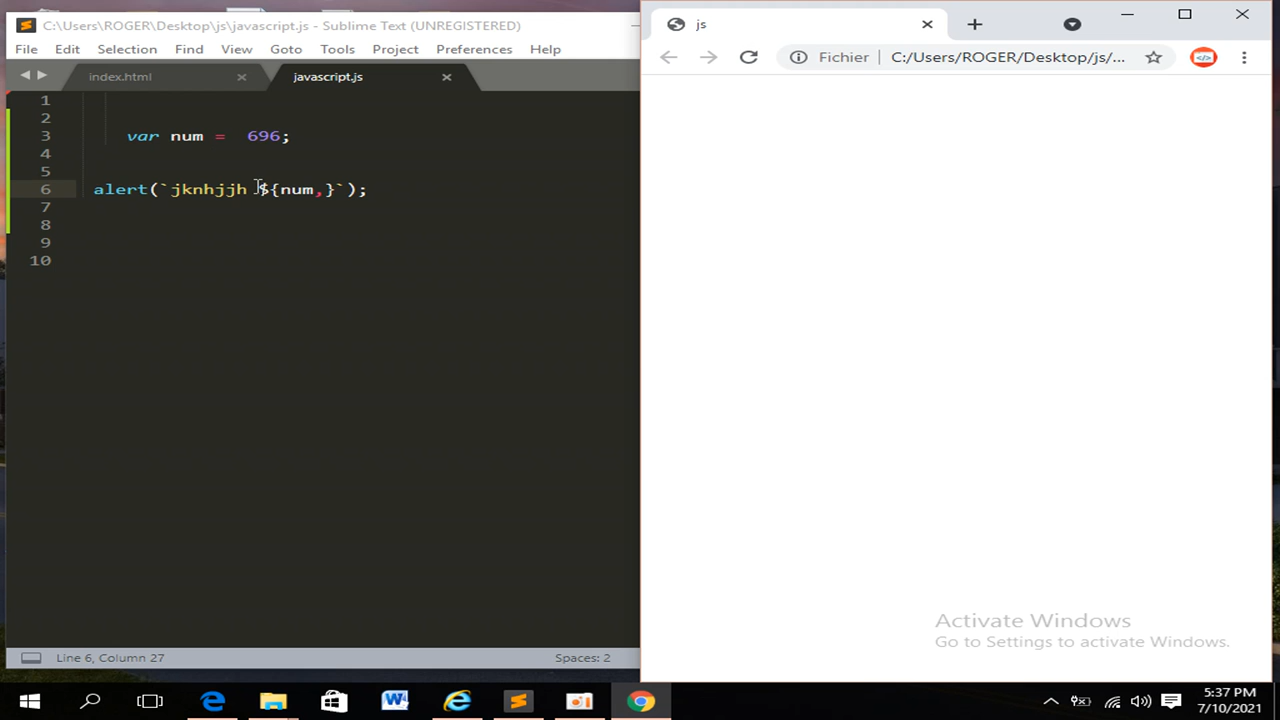 C:\Users\ROGER\Desktop\js\javascript.js - Sublime Text (UNREGISTERED)
File Edit Selection View Goto Tools Project Preferences Help
index.html
javascript.js
1
2
3 var num =  696;
4
5
6 alert(`jknhjjh ${num,}`);
7
8
9
10
Line 6, Column 27
Spaces: 2
js
Fichier
C:/Users/ROGER/Desktop/js/...
Activate Windows
Go to Settings to activate Windows.
5:37 PM
7/10/2021